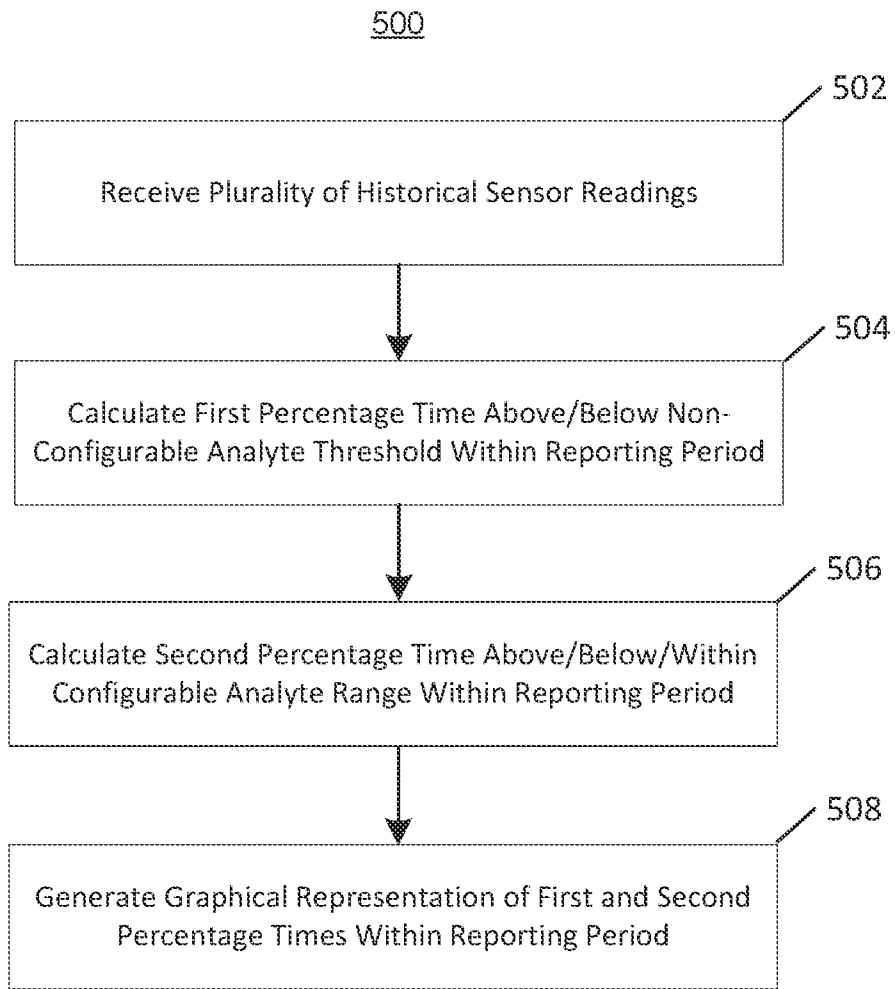 500
502
Receive Plurality of Historical Sensor Readings
504
Calculate First Percentage Time Above/Below Non-
Configurable Analyte Threshold Within Reporting Period
506
Calculate Second Percentage Time Above/Below/Within
Configurable Analyte Range Within Reporting Period
508
Generate Graphical Representation of First and Second
Percentage Times Within Reporting Period